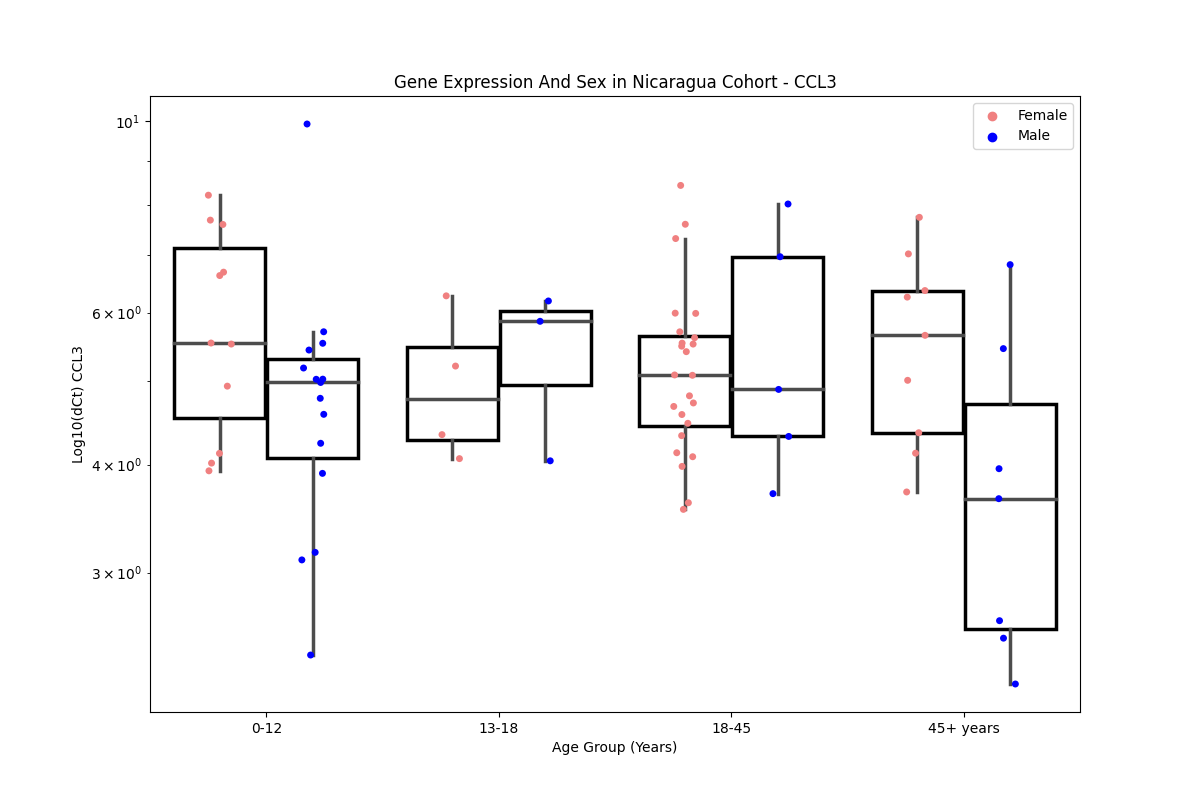 Gene Expression And Sex in Nicaragua Cohort - CCL3
Female
Male
10¹
6 × 10⁰
4 × 10⁰
3 × 10⁰
Log10(dCt) CCL3
0-12
13-18
18-45
45+ years
Age Group (Years)